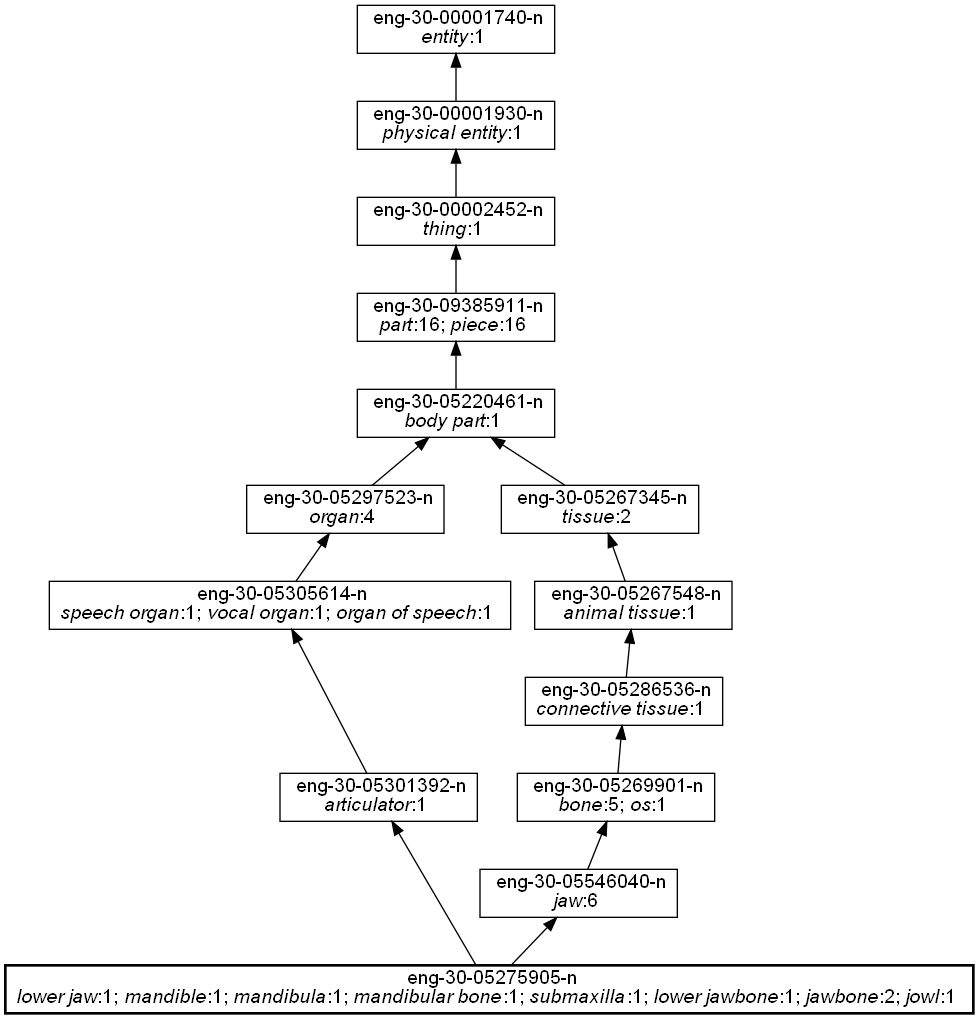 eng-30-00001740-n
entity:1
eng-30-00001930-n
physical entity:1
eng-30-00002452-n
thing:1
eng-30-09385911-n
part:16; piece:16
eng-30-05220461-n
body part:1
eng-30-05297523-n
organ:4
eng-30-05267345-n
tissue:2
eng-30-05305614-n
speech organ:1; vocal organ:1; organ of speech:1
eng-30-05267548-n
animal tissue:1
eng-30-05286536-n
connective tissue:1
eng-30-05301392-n
articulator:1
eng-30-05269901-n
bone:5; os:1
eng-30-05546040-n
jaw:6
eng-30-05275905-n
lower jaw:1; mandible:1; mandibula:1; mandibular bone:1; submaxilla:1; lower jawbone:1; jawbone:2; jowl:1